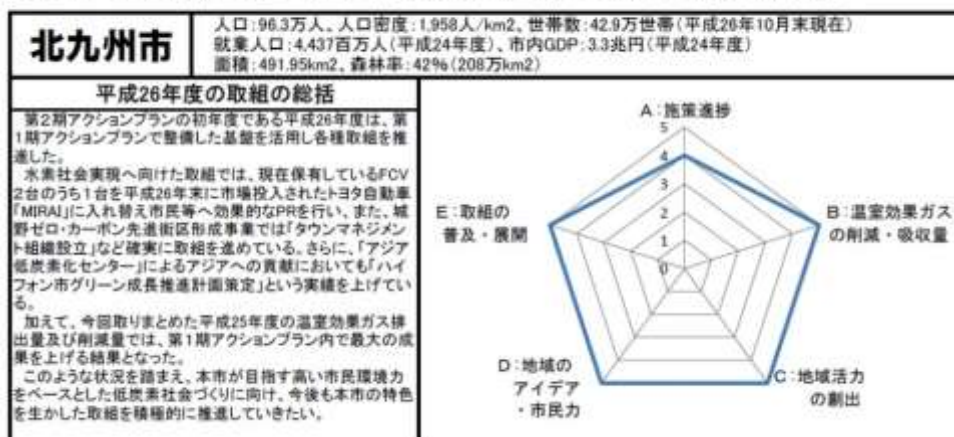 北九州市
人口:96.3万人、人口密度:1,958人/km2、世帯数:42.9万世帯(平成26年10月末現在)
就業人口:4,437百万人(平成24年度)、市内GDP:3.3兆円(平成24年度)
面積:491.95km2、森林率:42%(208万km2)
平成26年度の取組の総括
第2期アクションプランの初年度である平成26年度は、第
1期アクションプランで整備した基盤を活用し各種取組を推
進した。
水素社会実現へ向けた取組では、現在保有しているFCV
2台のうち1台を平成26年末に市場投入されたトヨタ自動車
「MIRAI」に入れ替え市民等へ効果的なPRを行い、また、城
野ゼロ・カーボン先進街区形成事業では「タウンマネジメン
ト組織設立」など確実に取組を進めている。さらに、「アジア
低炭素化センター」によるアジアへの貢献においても「ハイ
フォン市グリーン成長推進計画策定」という実績を上げてい
る。
加えて、今回取りまとめた平成25年度の温室効果ガス排
出量及び削減量では、第1期アクションプラン内で最大の成
果を上げる結果となった。
このような状況を踏まえ、本市が目指す高い市民環境力
をベースとした低炭素社会づくりに向け、今後も本市の特色
を生かした取組を積極的に推進していきたい。
A:施策進捗
5
4
3
2
1
0
B:温室効果ガス
の削減・吸収量
C:地域活力
の創出
D:地域の
アイデア
・市民力
E:取組の
普及・展開